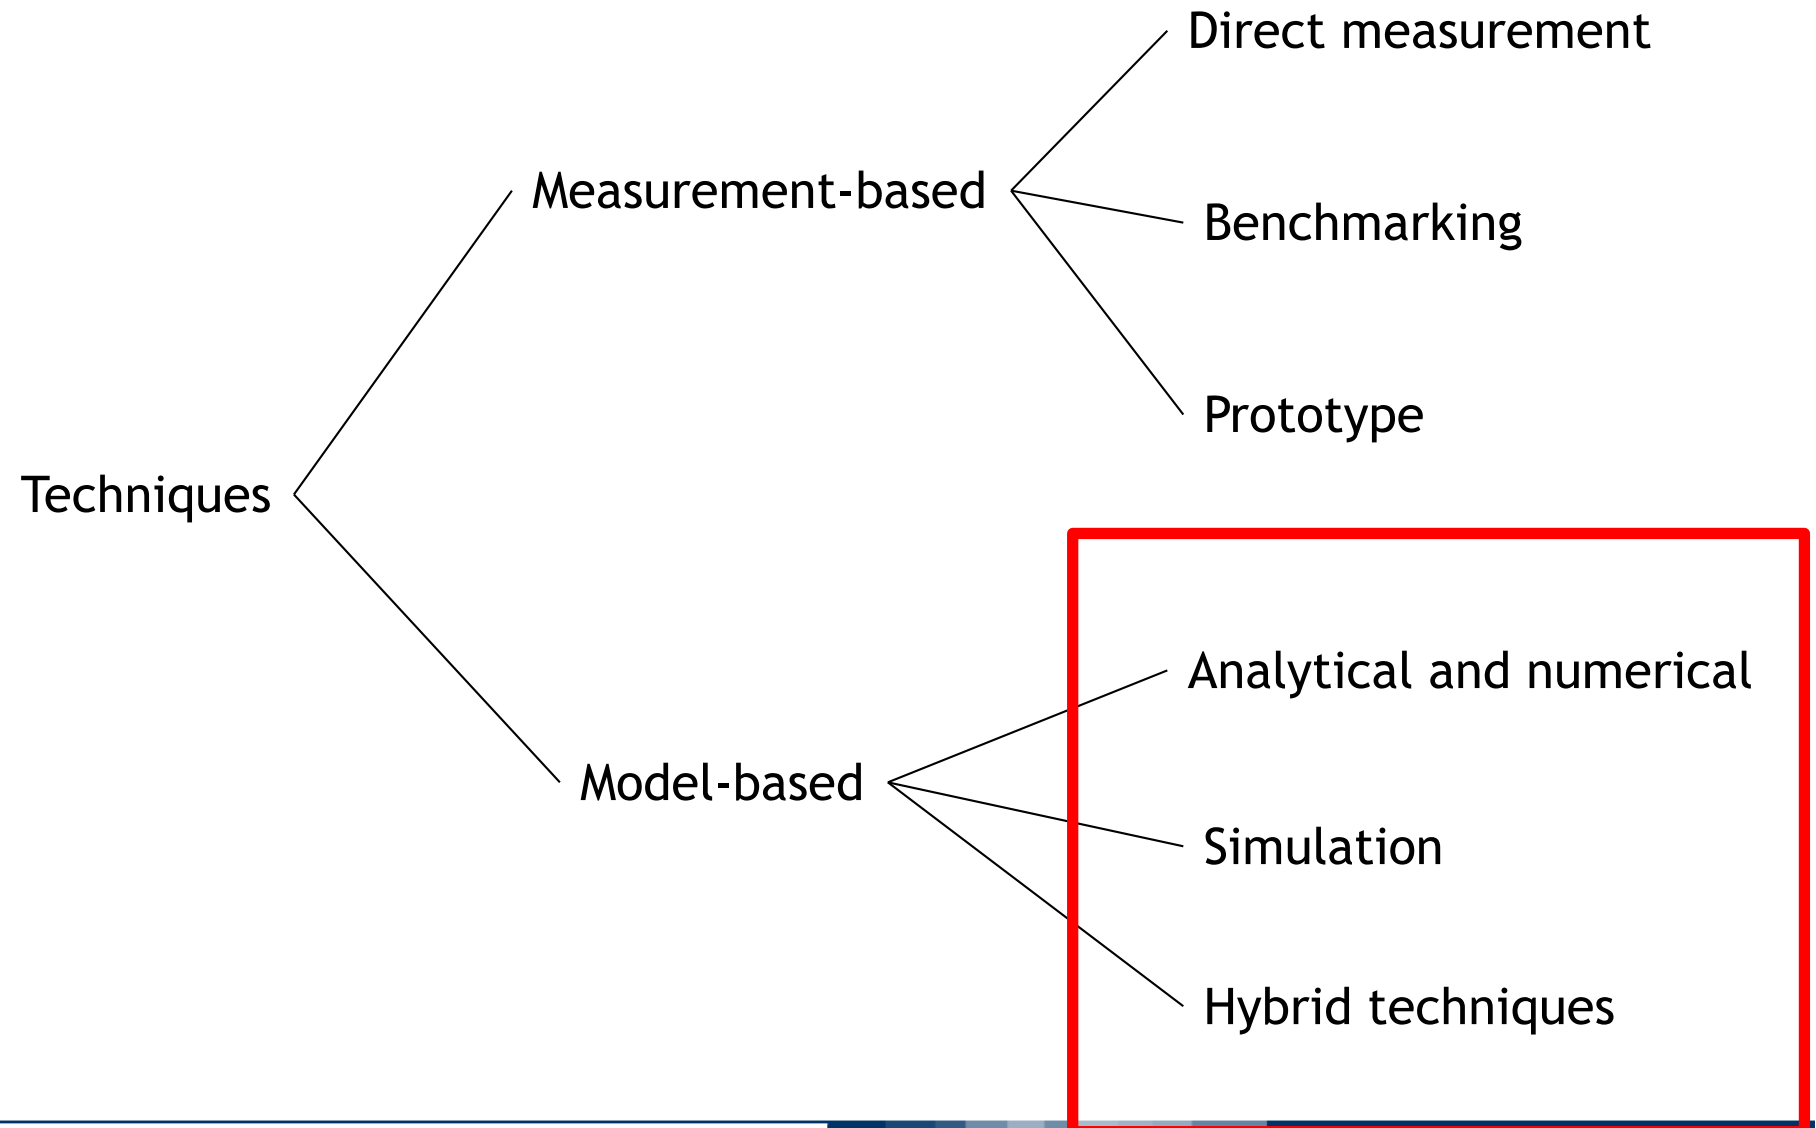 Direct measurement
Measurement-based
Benchmarking
Prototype
Techniques
Analytical and numerical
Model-based
Simulation
Hybrid techniques